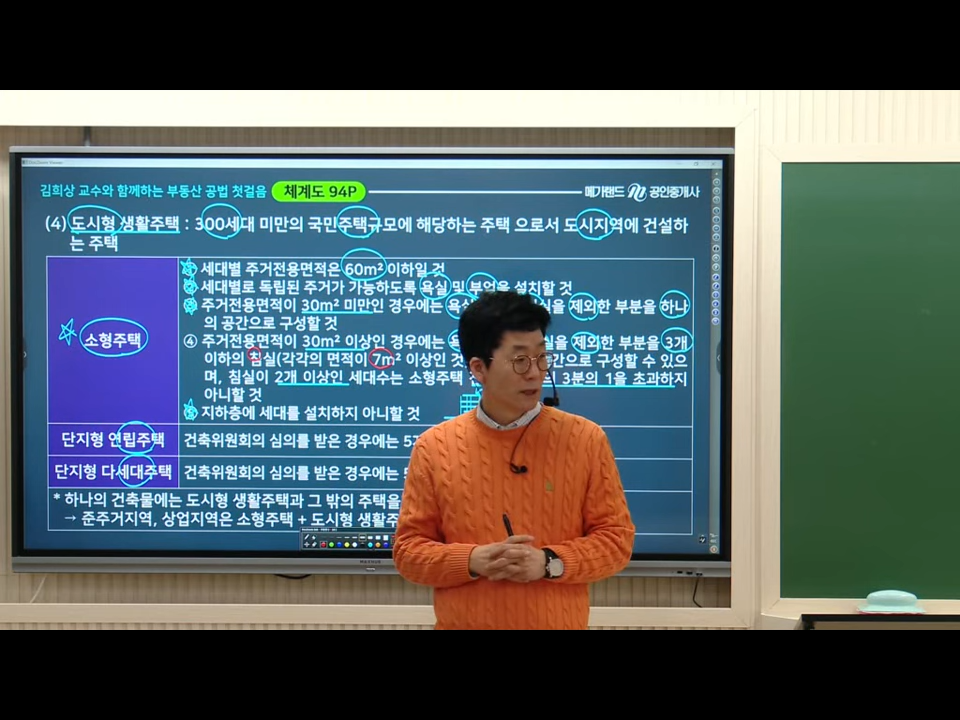 김희상 교수와 함께하는 부동산 공법 첫걸음 체계도 94P 메가랜드 공인중개사
(4) 도시형 생활주택 : 300세대 미만의 국민주택규모에 해당하는 주택 으로서 도시지역에 건설하
는 주택
소형주택
① 세대별 주거전용면적은 60m² 이하일 것
② 세대별로 독립된 주거가 가능하도록 욕실 및 부엌을 설치할 것
③ 주거전용면적이 30m² 미만인 경우에는 욕실 제외한 부분을 하나
의 공간으로 구성할 것
④ 주거전용면적이 30m² 이상인 경우에는 제외한 부분을 3개
이하의 침실(각각의 면적이 7m² 이상인 것 공간으로 구성할 수 있으
며, 침실이 2개 이상인 세대수는 소형주택 3분의 1을 초과하지
아니할 것
⑤ 지하층에 세대를 설치하지 아니할 것
단지형 연립주택 건축위원회의 심의를 받은 경우에는 5
단지형 다세대주택 건축위원회의 심의를 받은 경우에는
* 하나의 건축물에는 도시형 생활주택과 그 밖의 주택을
→ 준주거지역, 상업지역은 소형주택 + 도시형 생활주